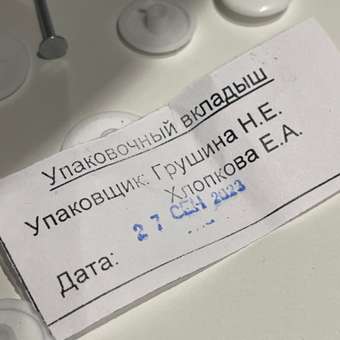 Упаковочный вкладыш
Упаковщик: Грушина Н.Е.
Хлопкова Е.А.
27 СЕН 2023
Дата: